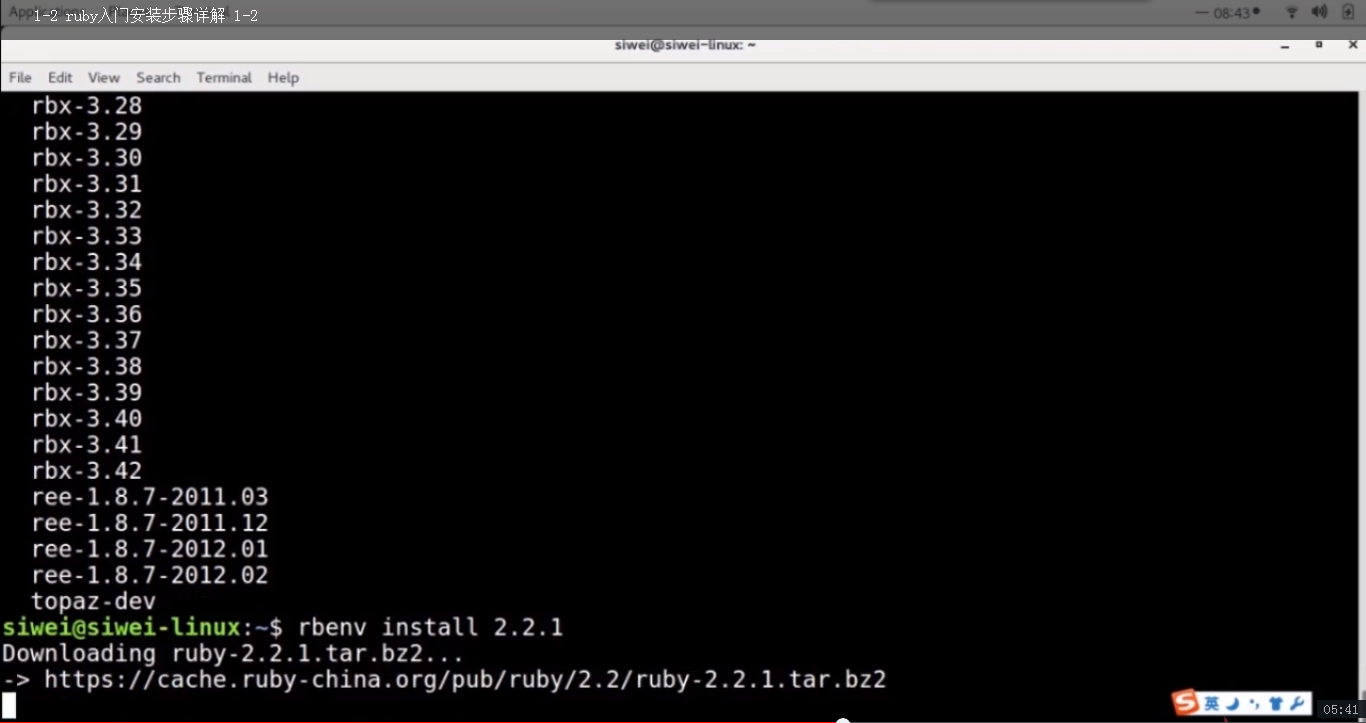 1-2 ruby入门安装步骤详解 1-2
08:43
siwei@siwei-linux: ~
File Edit View Search Terminal Help
rbx-3.28
rbx-3.29
rbx-3.30
rbx-3.31
rbx-3.32
rbx-3.33
rbx-3.34
rbx-3.35
rbx-3.36
rbx-3.37
rbx-3.38
rbx-3.39
rbx-3.40
rbx-3.41
rbx-3.42
ree-1.8.7-2011.03
ree-1.8.7-2011.12
ree-1.8.7-2012.01
ree-1.8.7-2012.02
topaz-dev
siwei@siwei-linux:~$ rbenv install 2.2.1
Downloading ruby-2.2.1.tar.bz2...
-> https://cache.ruby-china.org/pub/ruby/2.2/ruby-2.2.1.tar.bz2
S 英
05:41